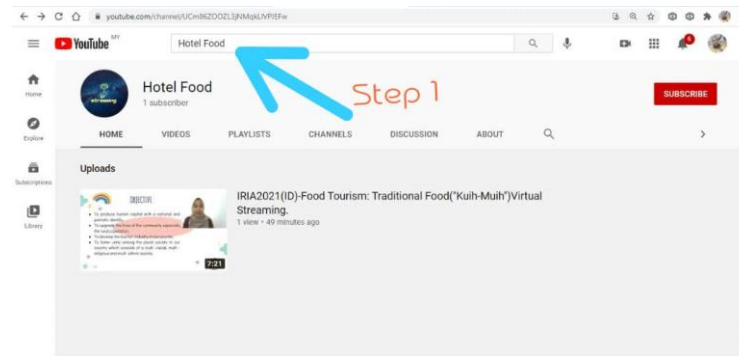 youtube.com/channel/
YouTube MY
Hotel Food
Step 1
Home
Explore
Subscriptions
Library
streaming
Hotel Food
1 subscriber
SUBSCRIBE
HOME VIDEOS PLAYLISTS CHANNELS DISCUSSION ABOUT
Uploads
OBJECTIVE
7:21
IRIA2021(ID)-Food Tourism: Traditional Food("Kuih-Muih")Virtual
Streaming.
1 view • 49 minutes ago